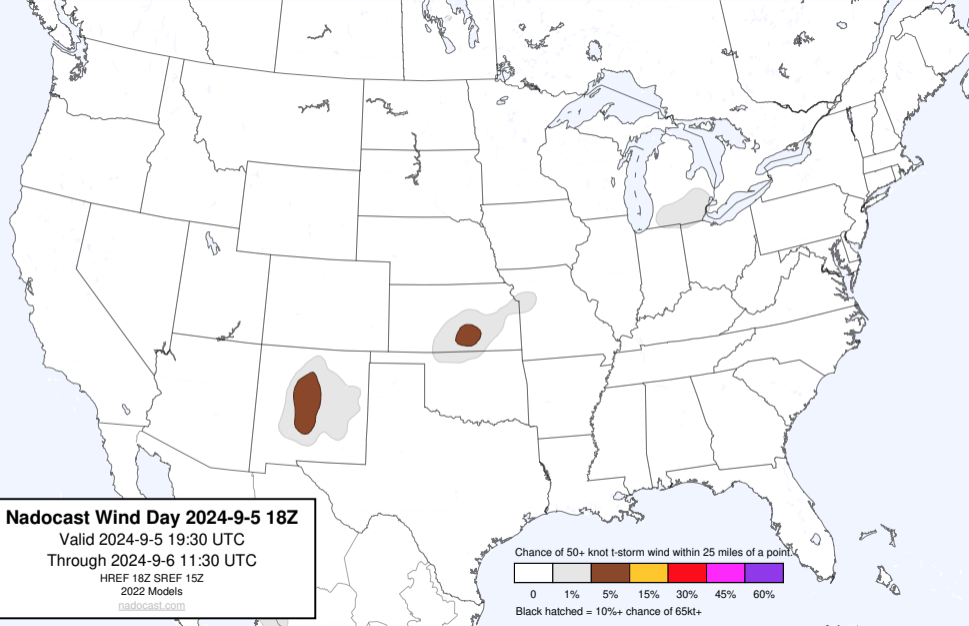 Nadocast Wind Day 2024-9-5 18Z
Valid 2024-9-5 19:30 UTC
Through 2024-9-6 11:30 UTC
HREF 18Z SREF 15Z
2022 Models
nadocast.com
Chance of 50+ knot t-storm wind within 25 miles of a point.
0 1% 5% 15% 30% 45% 60%
Black hatched = 10%+ chance of 65kt+